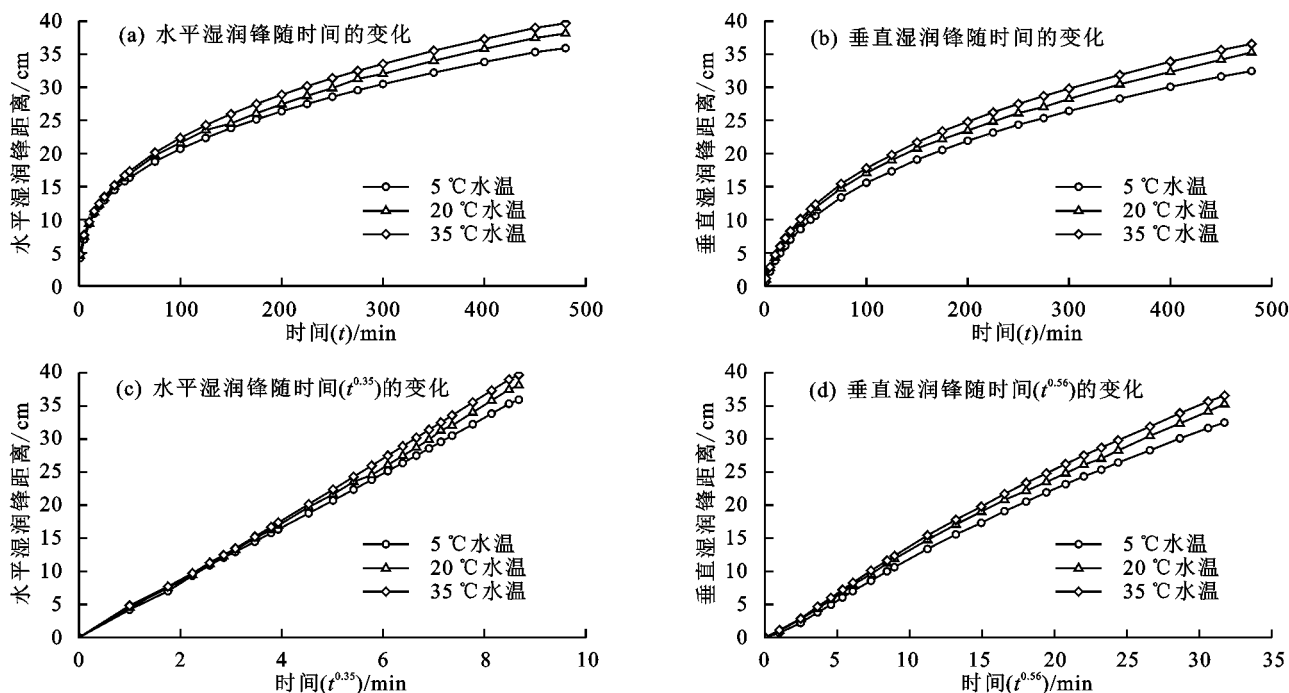 (a) 水平湿润锋随时间的变化
40
35
30
25
20
15
10
5
0
水平湿润锋距离/cm
5 ℃水温
20 ℃水温
35 ℃水温
0 100 200 300 400 500
时间(t)/min
(b) 垂直湿润锋随时间的变化
40
35
30
25
20
15
10
5
0
垂直湿润锋距离/cm
5 ℃水温
20 ℃水温
35 ℃水温
0 100 200 300 400 500
时间(t)/min
(c) 水平湿润锋随时间(t^0.35)的变化
40
35
30
25
20
15
10
5
0
水平湿润锋距离/cm
5 ℃水温
20 ℃水温
35 ℃水温
0 2 4 6 8 10
时间(t^0.35)/min
(d) 垂直湿润锋随时间(t^0.56)的变化
40
35
30
25
20
15
10
5
0
垂直湿润锋距离/cm
5 ℃水温
20 ℃水温
35 ℃水温
0 5 10 15 20 25 30 35
时间(t^0.56)/min